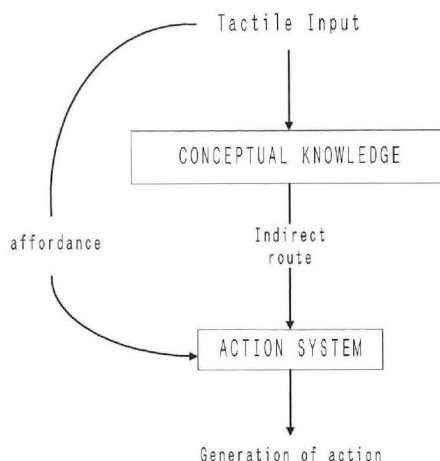 Tactile Input
CONCEPTUAL KNOWLEDGE
affordance
Indirect
route
ACTION SYSTEM
Generation of action